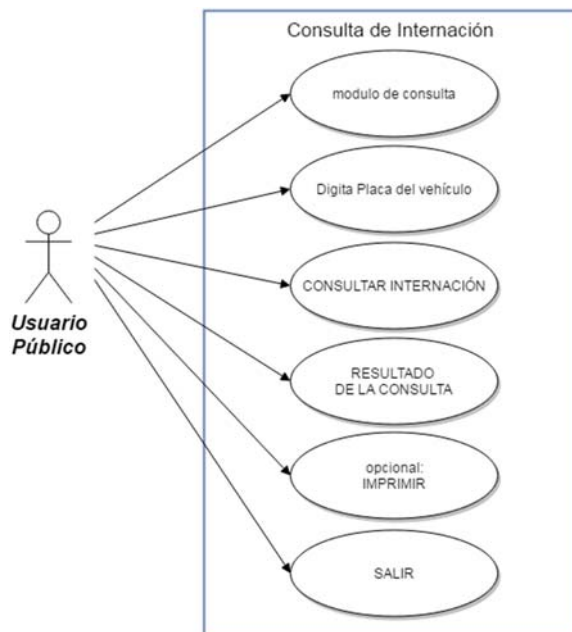 Consulta de Internación
modulo de consulta
Digita Placa del vehículo
CONSULTAR INTERNACIÓN
Usuario
Público
RESULTADO
DE LA CONSULTA
opcional:
IMPRIMIR
SALIR